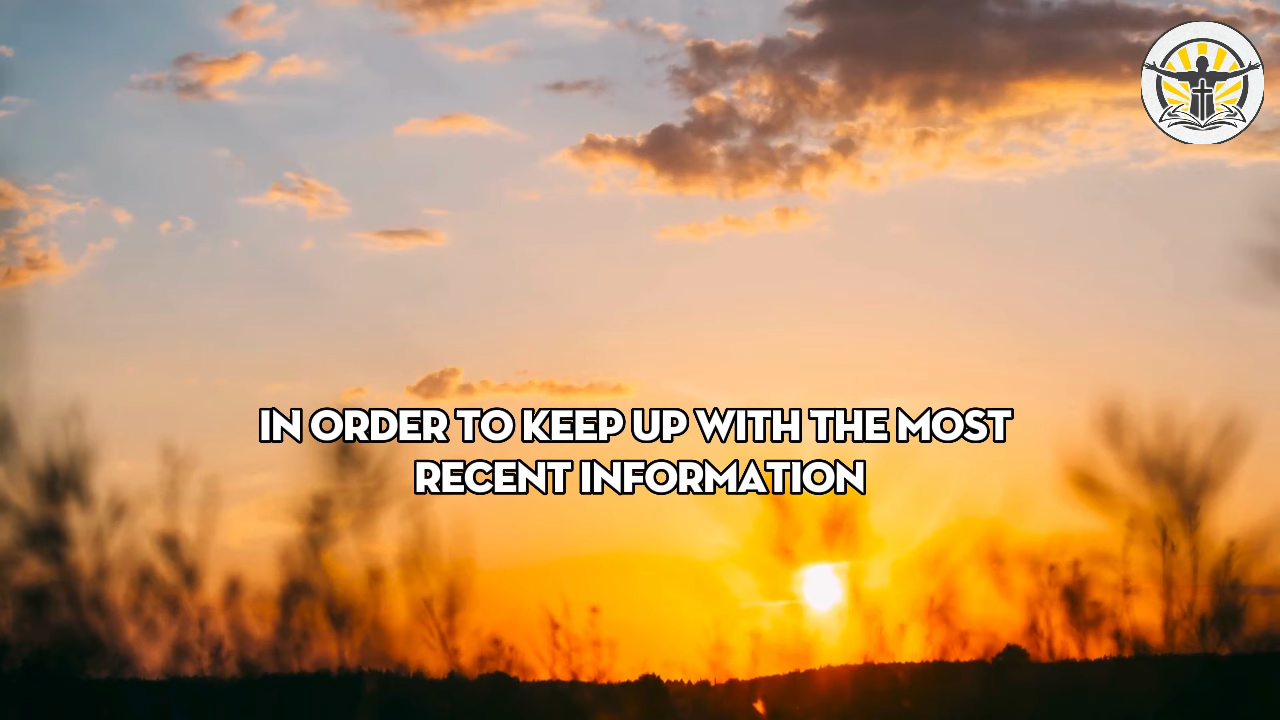 IN ORDER TO KEEP UP WITH THE MOST
RECENT INFORMATION